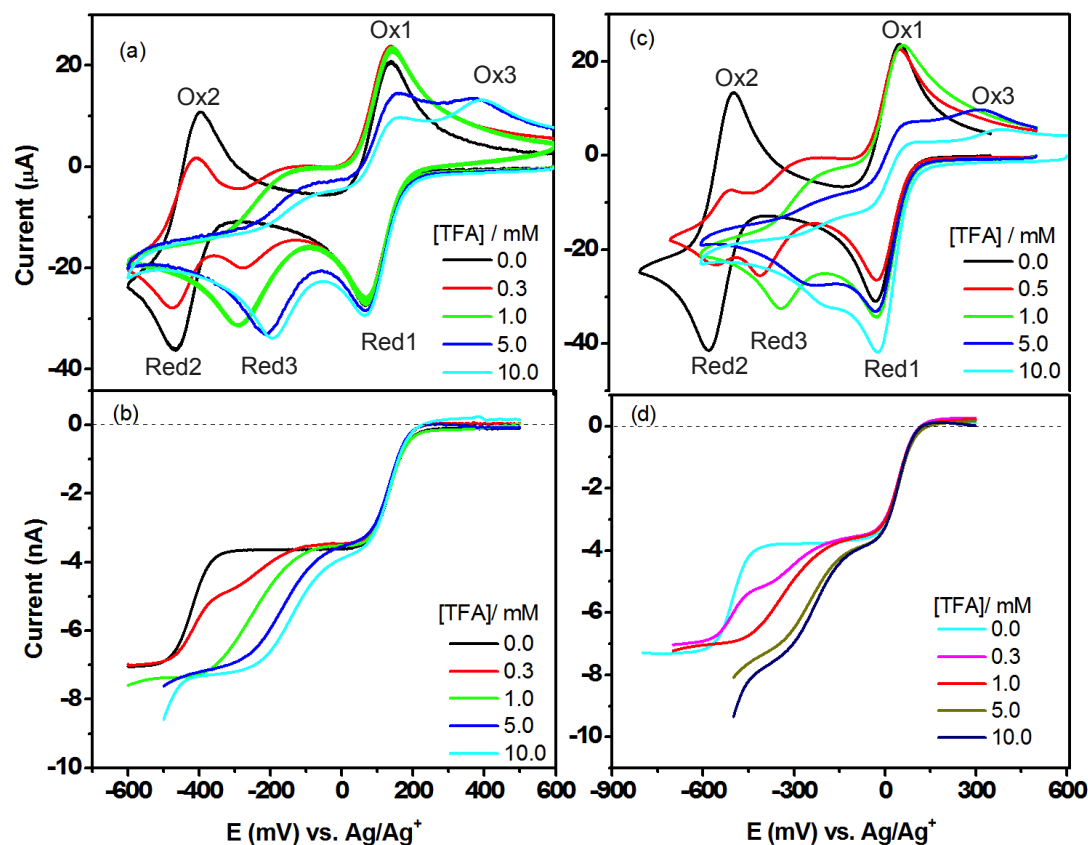 (a)
Ox1
Ox2
Ox3
Red2
Red3
Red1
[TFA] / mM
0.0
0.3
1.0
5.0
10.0
20
0
-20
-40
Current (µA)
(c)
Ox1
Ox2
Ox3
Red2
Red3
Red1
[TFA] / mM
0.0
0.5
1.0
5.0
10.0
20
0
-20
-40
(b)
[TFA]/ mM
0.0
0.3
1.0
5.0
10.0
0
-2
-4
-6
-8
-10
Current (nA)
-600 -400 -200 0 200 400 600
E (mV) vs. Ag/Ag⁺
(d)
[TFA]/ mM
0.0
0.3
1.0
5.0
10.0
0
-2
-4
-6
-8
-10
-900 -600 -300 0 300 600
E (mV) vs. Ag/Ag⁺